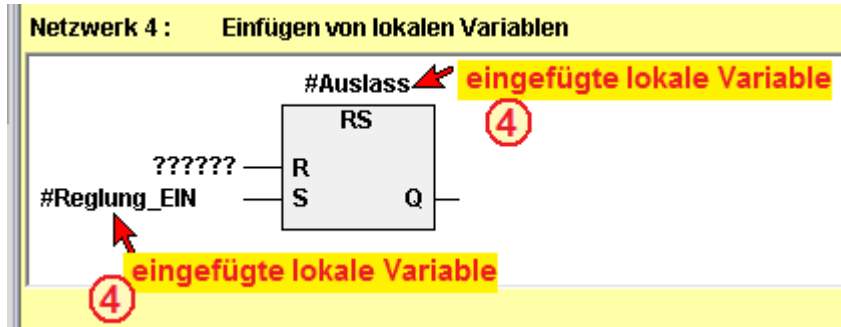 Netzwerk 4 : Einfügen von lokalen Variablen
#Auslass eingefügte lokale Variable
4
RS
?????? R
#Reglung_EIN S Q
eingefügte lokale Variable
4